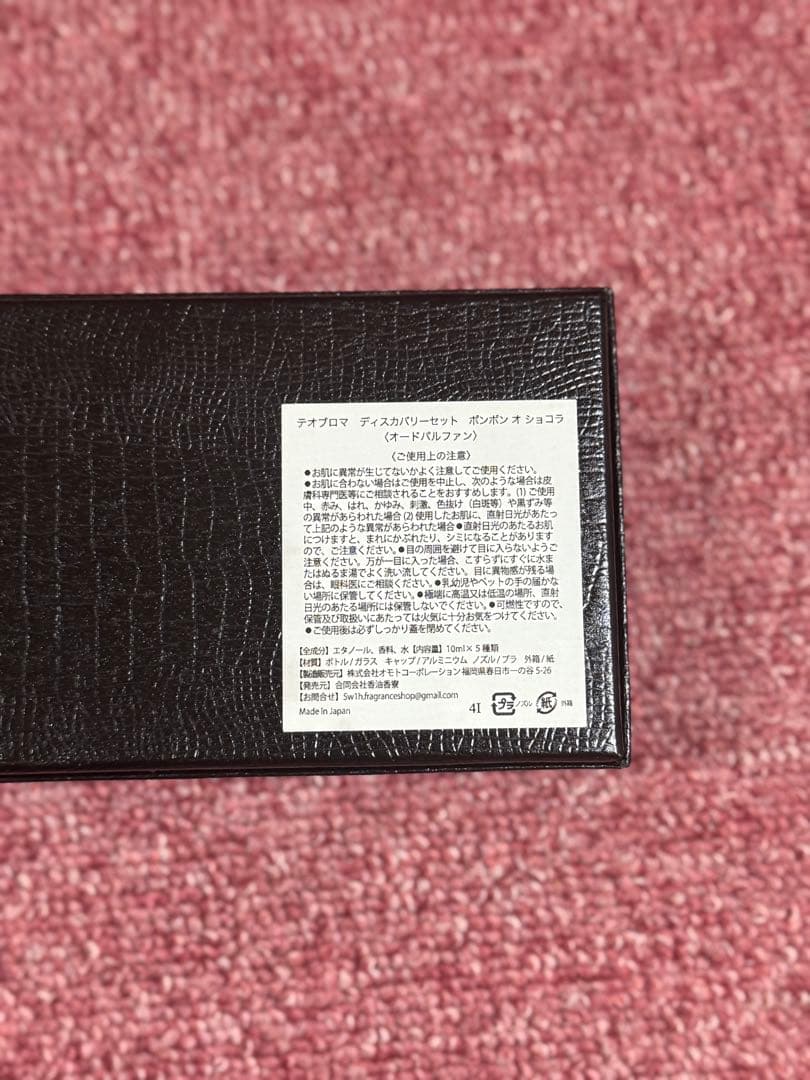 テオブロマ　ディスカバリーセット　ボンボン オ ショコラ
〈オードパルファン〉
〈ご使用上の注意〉
●お肌に異常が生じてないかよく注意してご使用ください。
●お肌に合わない場合はご使用を中止し、次のような場合は皮
膚科専門医等にご相談されることをおすすめします。(1) ご使用
中、赤み、はれ、かゆみ、刺激、色抜け（白斑等）や黒ずみ等
の異常があらわれた場合 (2) 使用したお肌に、直射日光があたっ
て上記のような異常があらわれた場合●直射日光のあたるお肌
につけますと、まれにかぶれたり、シミになることがあります
ので、ご注意ください。●目の周囲を避けて目に入らないようご
注意ください。万が一目に入った場合、こすらずにすぐに水ま
たはぬるま湯でよく洗い流してください。目に異物感が残る場
合は、眼科医にご相談ください。●乳幼児やペットの手の届かな
い場所に保管してください。●極端に高温又は低温の場所、直射
日光のあたる場所には保管しないでください。●可燃性ですので、
保管及び取扱いにあたっては火気に十分お気をつけてください。
●ご使用後は必ずしっかり蓋を閉めてください。
【全成分】エタノール、香料、水【内容量】10ml×5種類
【材質】ボトル/ガラス　キャップ/アルミニウム　ノズル/プラ　外箱/紙
【製造販売元】株式会社オモトコーポレーション福岡県春日市一の谷 5-26
【発売元】合同会社香油香寮
【お問合せ】5w1h.fragranceshop@gmail.com
Made In Japan　4I　プラ ノズル　紙 外箱